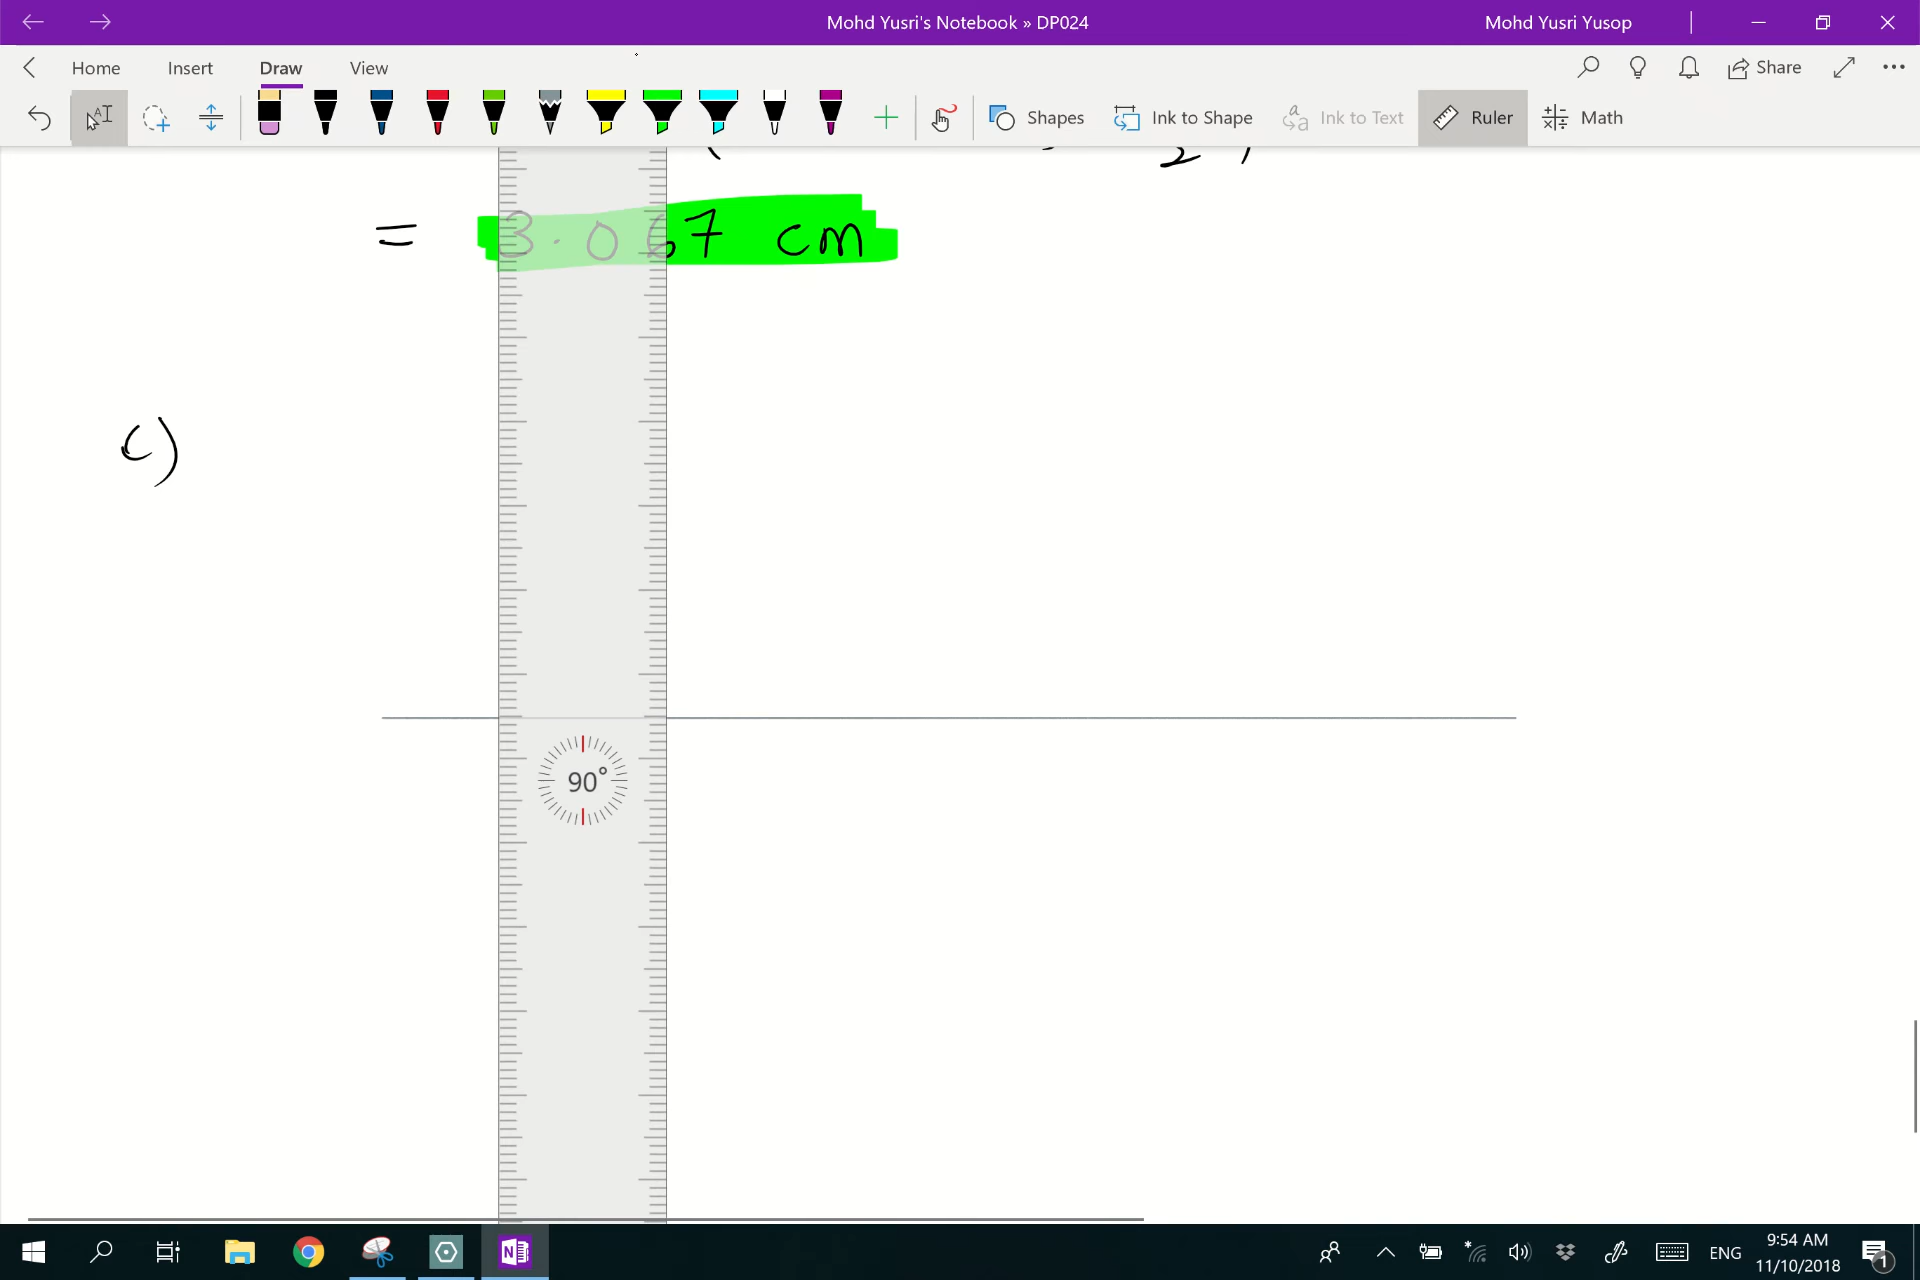 Mohd Yusri's Notebook » DP024
Mohd Yusri Yusop
Home Insert Draw View
Share
Shapes Ink to Shape Ink to Text Ruler Math
= 3.067 cm
c)
90°
ENG
9:54 AM
11/10/2018
1